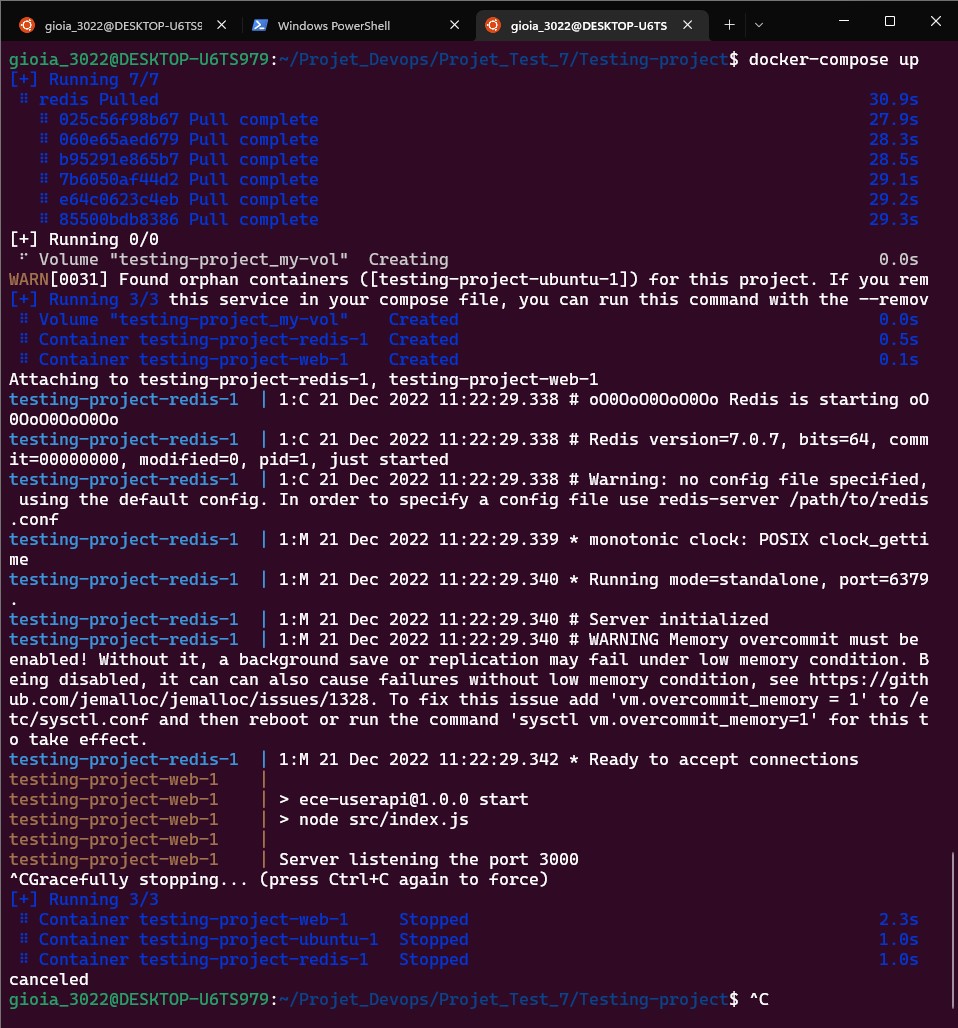 gioia_3022@DESKTOP-U6TS9
Windows PowerShell
gioia_3022@DESKTOP-U6TS
gioia_3022@DESKTOP-U6TS979:~/Projet_Devops/Projet_Test_7/Testing-project$ docker-compose up
[+] Running 7/7
⠿ redis Pulled 30.9s
⠿ 025c56f98b67 Pull complete 27.9s
⠿ 060e65aed679 Pull complete 28.3s
⠿ b95291e865b7 Pull complete 28.5s
⠿ 7b6050af44d2 Pull complete 29.1s
⠿ e64c0623c4eb Pull complete 29.2s
⠿ 85500bdb8386 Pull complete 29.3s
[+] Running 0/0
⠋ Volume "testing-project_my-vol" Creating 0.0s
WARN[0031] Found orphan containers ([testing-project-ubuntu-1]) for this project. If you rem
[+] Running 3/3 this service in your compose file, you can run this command with the --remov
⠿ Volume "testing-project_my-vol" Created 0.0s
⠿ Container testing-project-redis-1 Created 0.5s
⠿ Container testing-project-web-1 Created 0.1s
Attaching to testing-project-redis-1, testing-project-web-1
testing-project-redis-1 | 1:C 21 Dec 2022 11:22:29.338 # oO0OoO0OoO0Oo Redis is starting oO
0OoO0OoO0Oo
testing-project-redis-1 | 1:C 21 Dec 2022 11:22:29.338 # Redis version=7.0.7, bits=64, comm
it=00000000, modified=0, pid=1, just started
testing-project-redis-1 | 1:C 21 Dec 2022 11:22:29.338 # Warning: no config file specified,
using the default config. In order to specify a config file use redis-server /path/to/redis
.conf
testing-project-redis-1 | 1:M 21 Dec 2022 11:22:29.339 * monotonic clock: POSIX clock_getti
me
testing-project-redis-1 | 1:M 21 Dec 2022 11:22:29.340 * Running mode=standalone, port=6379
.
testing-project-redis-1 | 1:M 21 Dec 2022 11:22:29.340 # Server initialized
testing-project-redis-1 | 1:M 21 Dec 2022 11:22:29.340 # WARNING Memory overcommit must be
enabled! Without it, a background save or replication may fail under low memory condition. B
eing disabled, it can can also cause failures without low memory condition, see https://gith
ub.com/jemalloc/jemalloc/issues/1328. To fix this issue add 'vm.overcommit_memory = 1' to /e
tc/sysctl.conf and then reboot or run the command 'sysctl vm.overcommit_memory=1' for this t
o take effect.
testing-project-redis-1 | 1:M 21 Dec 2022 11:22:29.342 * Ready to accept connections
testing-project-web-1 |
testing-project-web-1 | > ece-userapi@1.0.0 start
testing-project-web-1 | > node src/index.js
testing-project-web-1 |
testing-project-web-1 | Server listening the port 3000
^CGracefully stopping... (press Ctrl+C again to force)
[+] Running 3/3
⠿ Container testing-project-web-1 Stopped 2.3s
⠿ Container testing-project-ubuntu-1 Stopped 1.0s
⠿ Container testing-project-redis-1 Stopped 1.0s
canceled
gioia_3022@DESKTOP-U6TS979:~/Projet_Devops/Projet_Test_7/Testing-project$ ^C